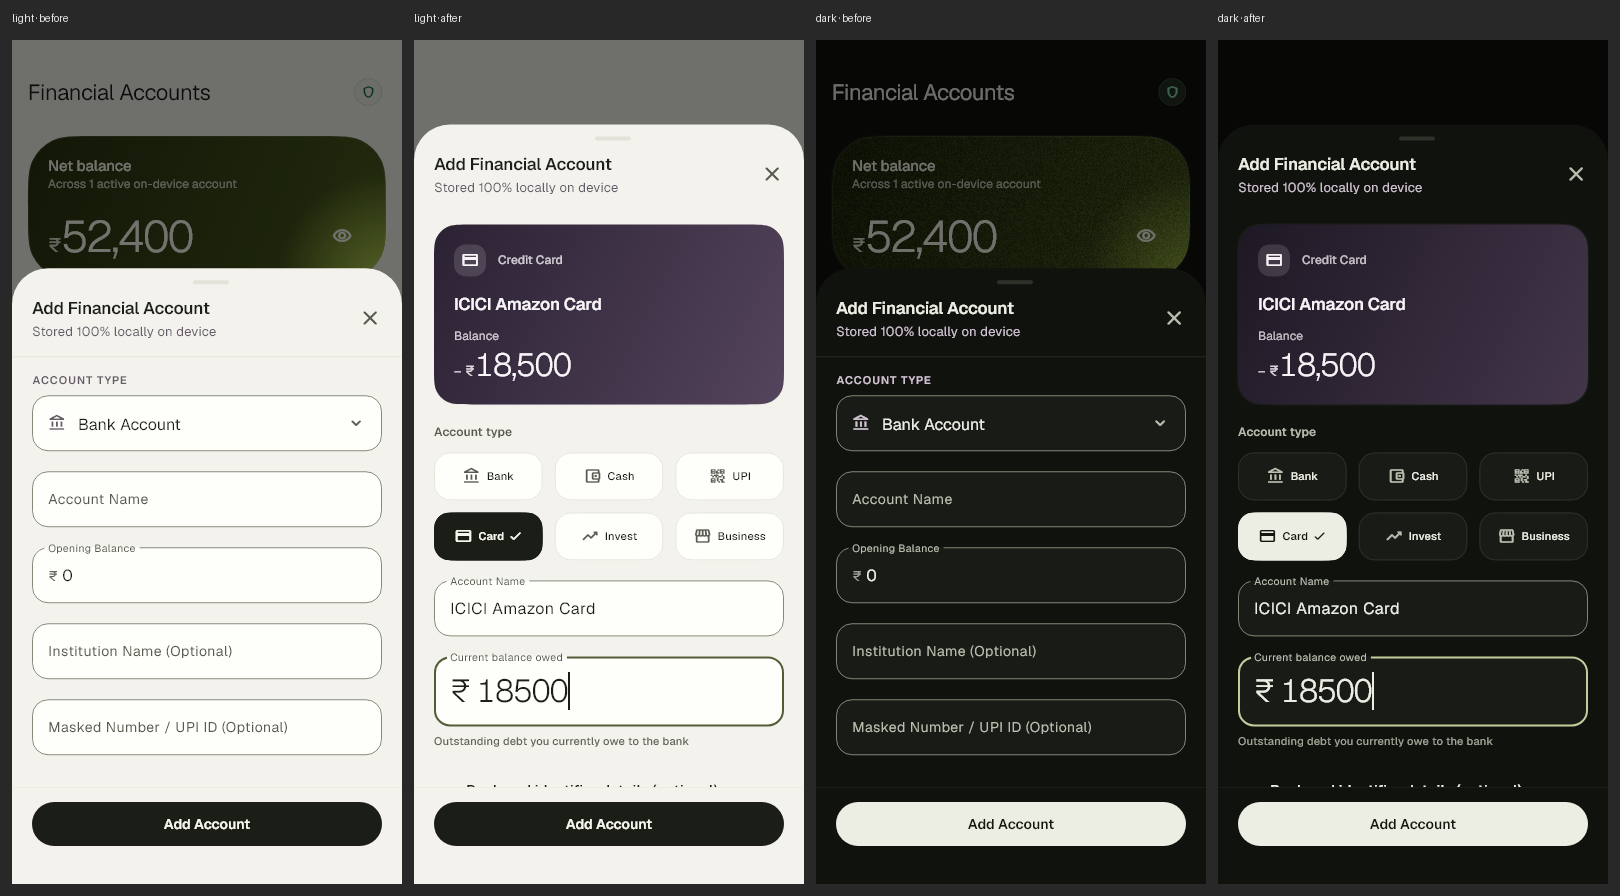 light·before
Financial Accounts
Net balance
Across 1 active on-device account
₹52,400
Add Financial Account
Stored 100% locally on device
ACCOUNT TYPE
Bank Account
Account Name
Opening Balance
₹ 0
Institution Name (Optional)
Masked Number / UPI ID (Optional)
Add Account
light·after
Add Financial Account
Stored 100% locally on device
Credit Card
ICICI Amazon Card
Balance
– ₹18,500
Account type
Bank
Cash
UPI
Card
Invest
Business
Account Name
ICICI Amazon Card
Current balance owed
₹ 18500
Outstanding debt you currently owe to the bank
Add Account
dark·before
Financial Accounts
Net balance
Across 1 active on-device account
₹52,400
Add Financial Account
Stored 100% locally on device
ACCOUNT TYPE
Bank Account
Account Name
Opening Balance
₹ 0
Institution Name (Optional)
Masked Number / UPI ID (Optional)
Add Account
dark·after
Add Financial Account
Stored 100% locally on device
Credit Card
ICICI Amazon Card
Balance
– ₹18,500
Account type
Bank
Cash
UPI
Card
Invest
Business
Account Name
ICICI Amazon Card
Current balance owed
₹ 18500
Outstanding debt you currently owe to the bank
Add Account